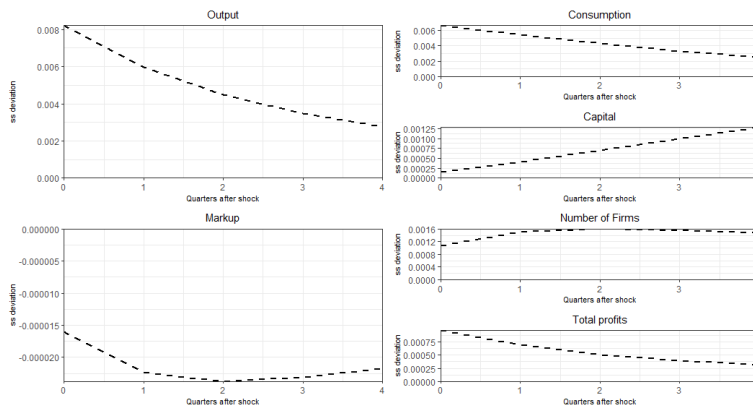 Output
ss deviation
0.008
0.006
0.004
0.002
0.000
0 1 2 3 4
Quarters after shock
Markup
ss deviation
0.000000
-0.000005
-0.000010
-0.000015
-0.000020
0 1 2 3 4
Quarters after shock
Consumption
ss deviation
0.006
0.004
0.002
0.000
0 1 2 3
Quarters after shock
Capital
ss deviation
0.00125
0.00100
0.00075
0.00050
0.00025
0.00000
0 1 2 3
Quarters after shock
Number of Firms
ss deviation
0.0016
0.0012
0.0008
0.0004
0.0000
0 1 2 3
Quarters after shock
Total profits
ss deviation
0.00075
0.00050
0.00025
0.00000
0 1 2 3
Quarters after shock